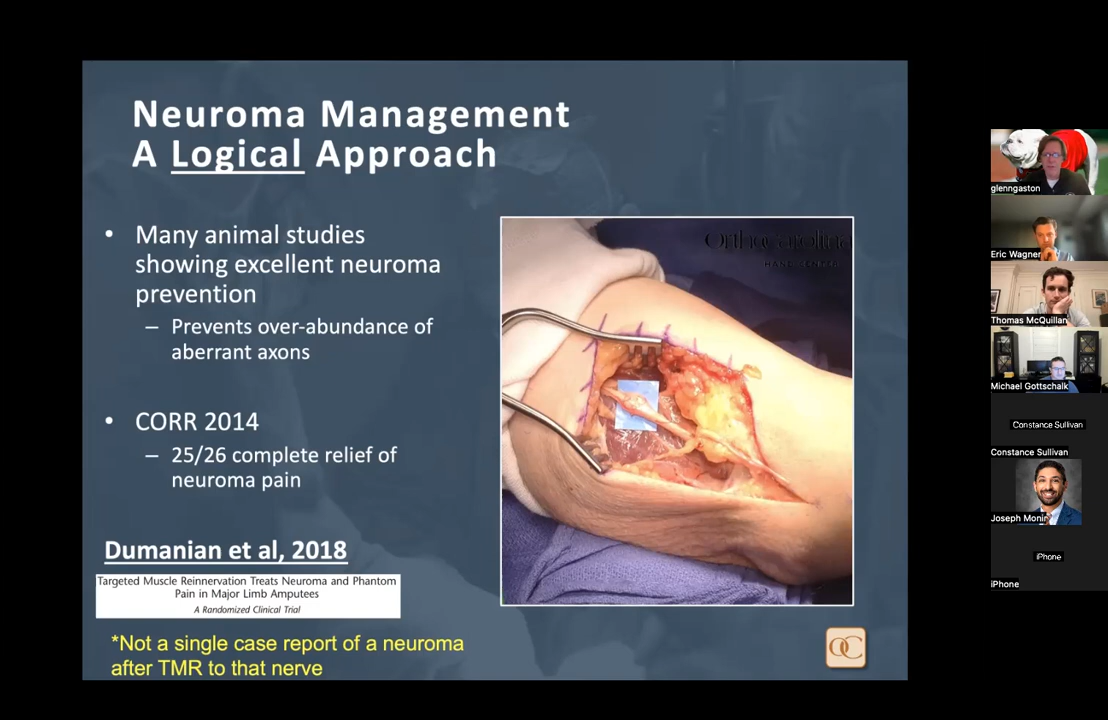 Neuroma Management
A Logical Approach
• Many animal studies
showing excellent neuroma
prevention
– Prevents over-abundance of
aberrant axons
• CORR 2014
– 25/26 complete relief of
neuroma pain
Dumanian et al, 2018
Targeted Muscle Reinnervation Treats Neuroma and Phantom
Pain in Major Limb Amputees
A Randomized Clinical Trial
*Not a single case report of a neuroma
after TMR to that nerve
Orthocarolina
HAND CENTER
OC
glenngaston
Eric Wagner
Thomas McQuillan
Michael Gottschalk
Constance Sullivan
Constance Sullivan
Joseph Monir
iPhone
iPhone